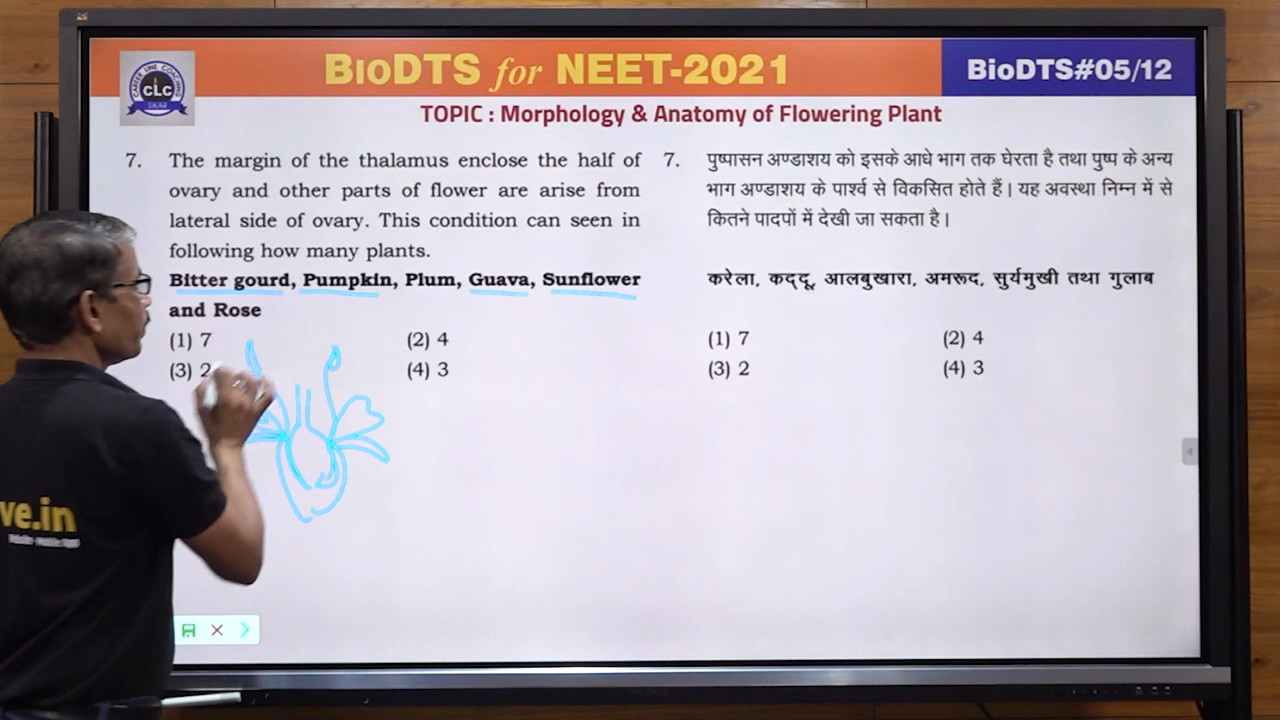 BIODTS for NEET-2021
BioDTS#05/12
CAREER LINE COACHING
CLC
SIKAR
TOPIC : Morphology & Anatomy of Flowering Plant
7. The margin of the thalamus enclose the half of
ovary and other parts of flower are arise from
lateral side of ovary. This condition can seen in
following how many plants.
Bitter gourd, Pumpkin, Plum, Guava, Sunflower
and Rose
(1) 7 (2) 4
(3) 2 (4) 3
7. पुष्पासन अण्डाशय को इसके आधे भाग तक घेरता है तथा पुष्प के अन्य
भाग अण्डाशय के पार्श्व से विकसित होते हैं। यह अवस्था निम्न में से
कितने पादपों में देखी जा सकता है।
करेला, कद्दू, आलबुखारा, अमरूद, सुर्यमुखी तथा गुलाब
(1) 7 (2) 4
(3) 2 (4) 3
ve.in